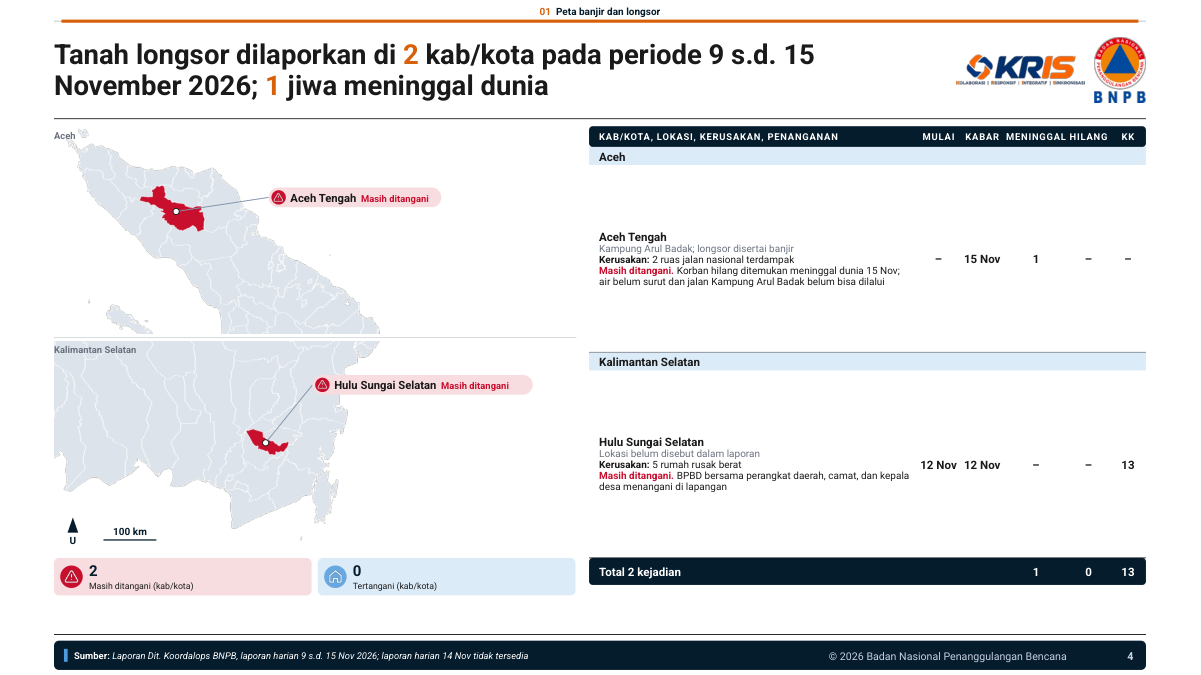 01 Peta banjir dan longsor
Tanah longsor dilaporkan di 2 kab/kota pada periode 9 s.d. 15
November 2026; 1 jiwa meninggal dunia
KRIS
KOLABORASI | RESPONSIF | INTEGRATIF | SINKRONISASI
BADAN NASIONAL PENANGGULANGAN BENCANA
BNPB
Aceh
Aceh Tengah Masih ditangani
Kalimantan Selatan
Hulu Sungai Selatan Masih ditangani
U
100 km
2
Masih ditangani (kab/kota)
0
Tertangani (kab/kota)
KAB/KOTA, LOKASI, KERUSAKAN, PENANGANAN MULAI KABAR MENINGGAL HILANG KK
Aceh
Aceh Tengah
Kampung Arul Badak; longsor disertai banjir
Kerusakan: 2 ruas jalan nasional terdampak
Masih ditangani. Korban hilang ditemukan meninggal dunia 15 Nov;
air belum surut dan jalan Kampung Arul Badak belum bisa dilalui
– 15 Nov 1 – –
Kalimantan Selatan
Hulu Sungai Selatan
Lokasi belum disebut dalam laporan
Kerusakan: 5 rumah rusak berat
Masih ditangani. BPBD bersama perangkat daerah, camat, dan kepala
desa menangani di lapangan
12 Nov 12 Nov – – 13
Total 2 kejadian 1 0 13
Sumber: Laporan Dit. Koordalops BNPB, laporan harian 9 s.d. 15 Nov 2026; laporan harian 14 Nov tidak tersedia
© 2026 Badan Nasional Penanggulangan Bencana 4